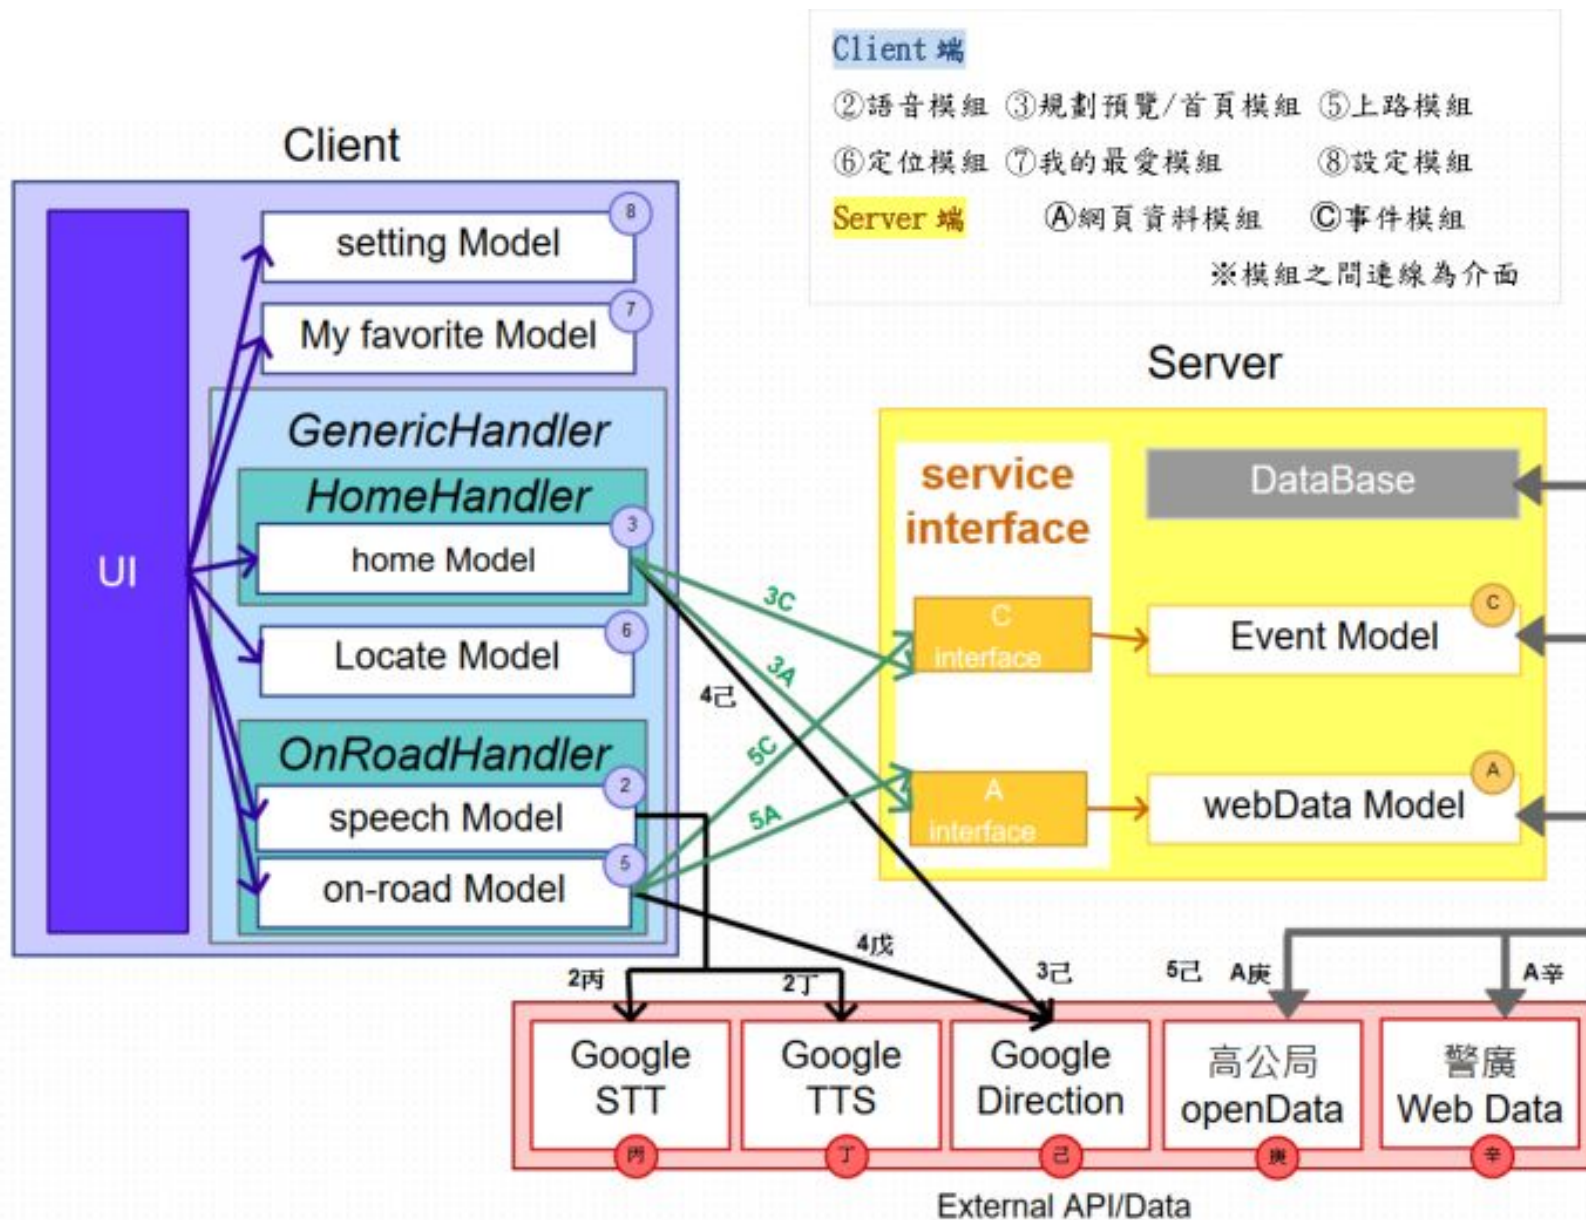 Client 端
②語音模組 ③規劃預覽/首頁模組 ⑤上路模組
⑥定位模組 ⑦我的最愛模組 ⑧設定模組
Server 端 Ⓐ網頁資料模組 Ⓒ事件模組
※模組之間連線為介面
Client
UI
setting Model
8
My favorite Model
7
GenericHandler
HomeHandler
home Model
3
Locate Model
6
OnRoadHandler
speech Model
2
on-road Model
5
3C
3A
4己
5C
5A
4戊
2丙
2丁
3己
5己
A庚
A辛
Server
service
interface
C
interface
A
interface
DataBase
Event Model
C
webData Model
A
Google
STT
丙
Google
TTS
丁
Google
Direction
己
高公局
openData
庚
警廣
Web Data
辛
External API/Data